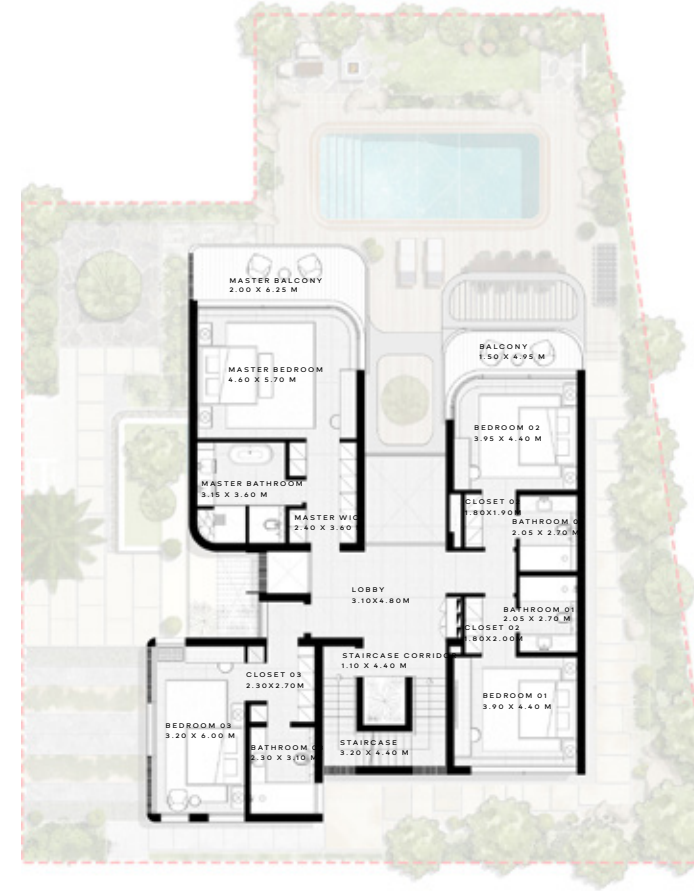 MASTER BALCONY
2.00 X 6.25 M
BALCONY
1.50 X 4.95 M
MASTER BEDROOM
4.60 X 5.70 M
BEDROOM 02
3.95 X 4.40 M
MASTER BATHROOM
3.15 X 3.60 M
MASTER WIC
2.40 X 3.60
CLOSET
1.80X1.90M
BATHROOM
2.05 X 2.70 M
LOBBY
3.10X4.80M
BATHROOM 01
2.05 X 2.70 M
CLOSET 02
1.80X2.00M
STAIRCASE CORRIDO
1.10 X 4.40 M
CLOSET 03
2.30X2.70M
BEDROOM 01
3.90 X 4.40 M
BEDROOM 03
3.20 X 6.00 M
BATHROOM
2.30 X 3.10 M
STAIRCASE
3.20 X 4.40 M